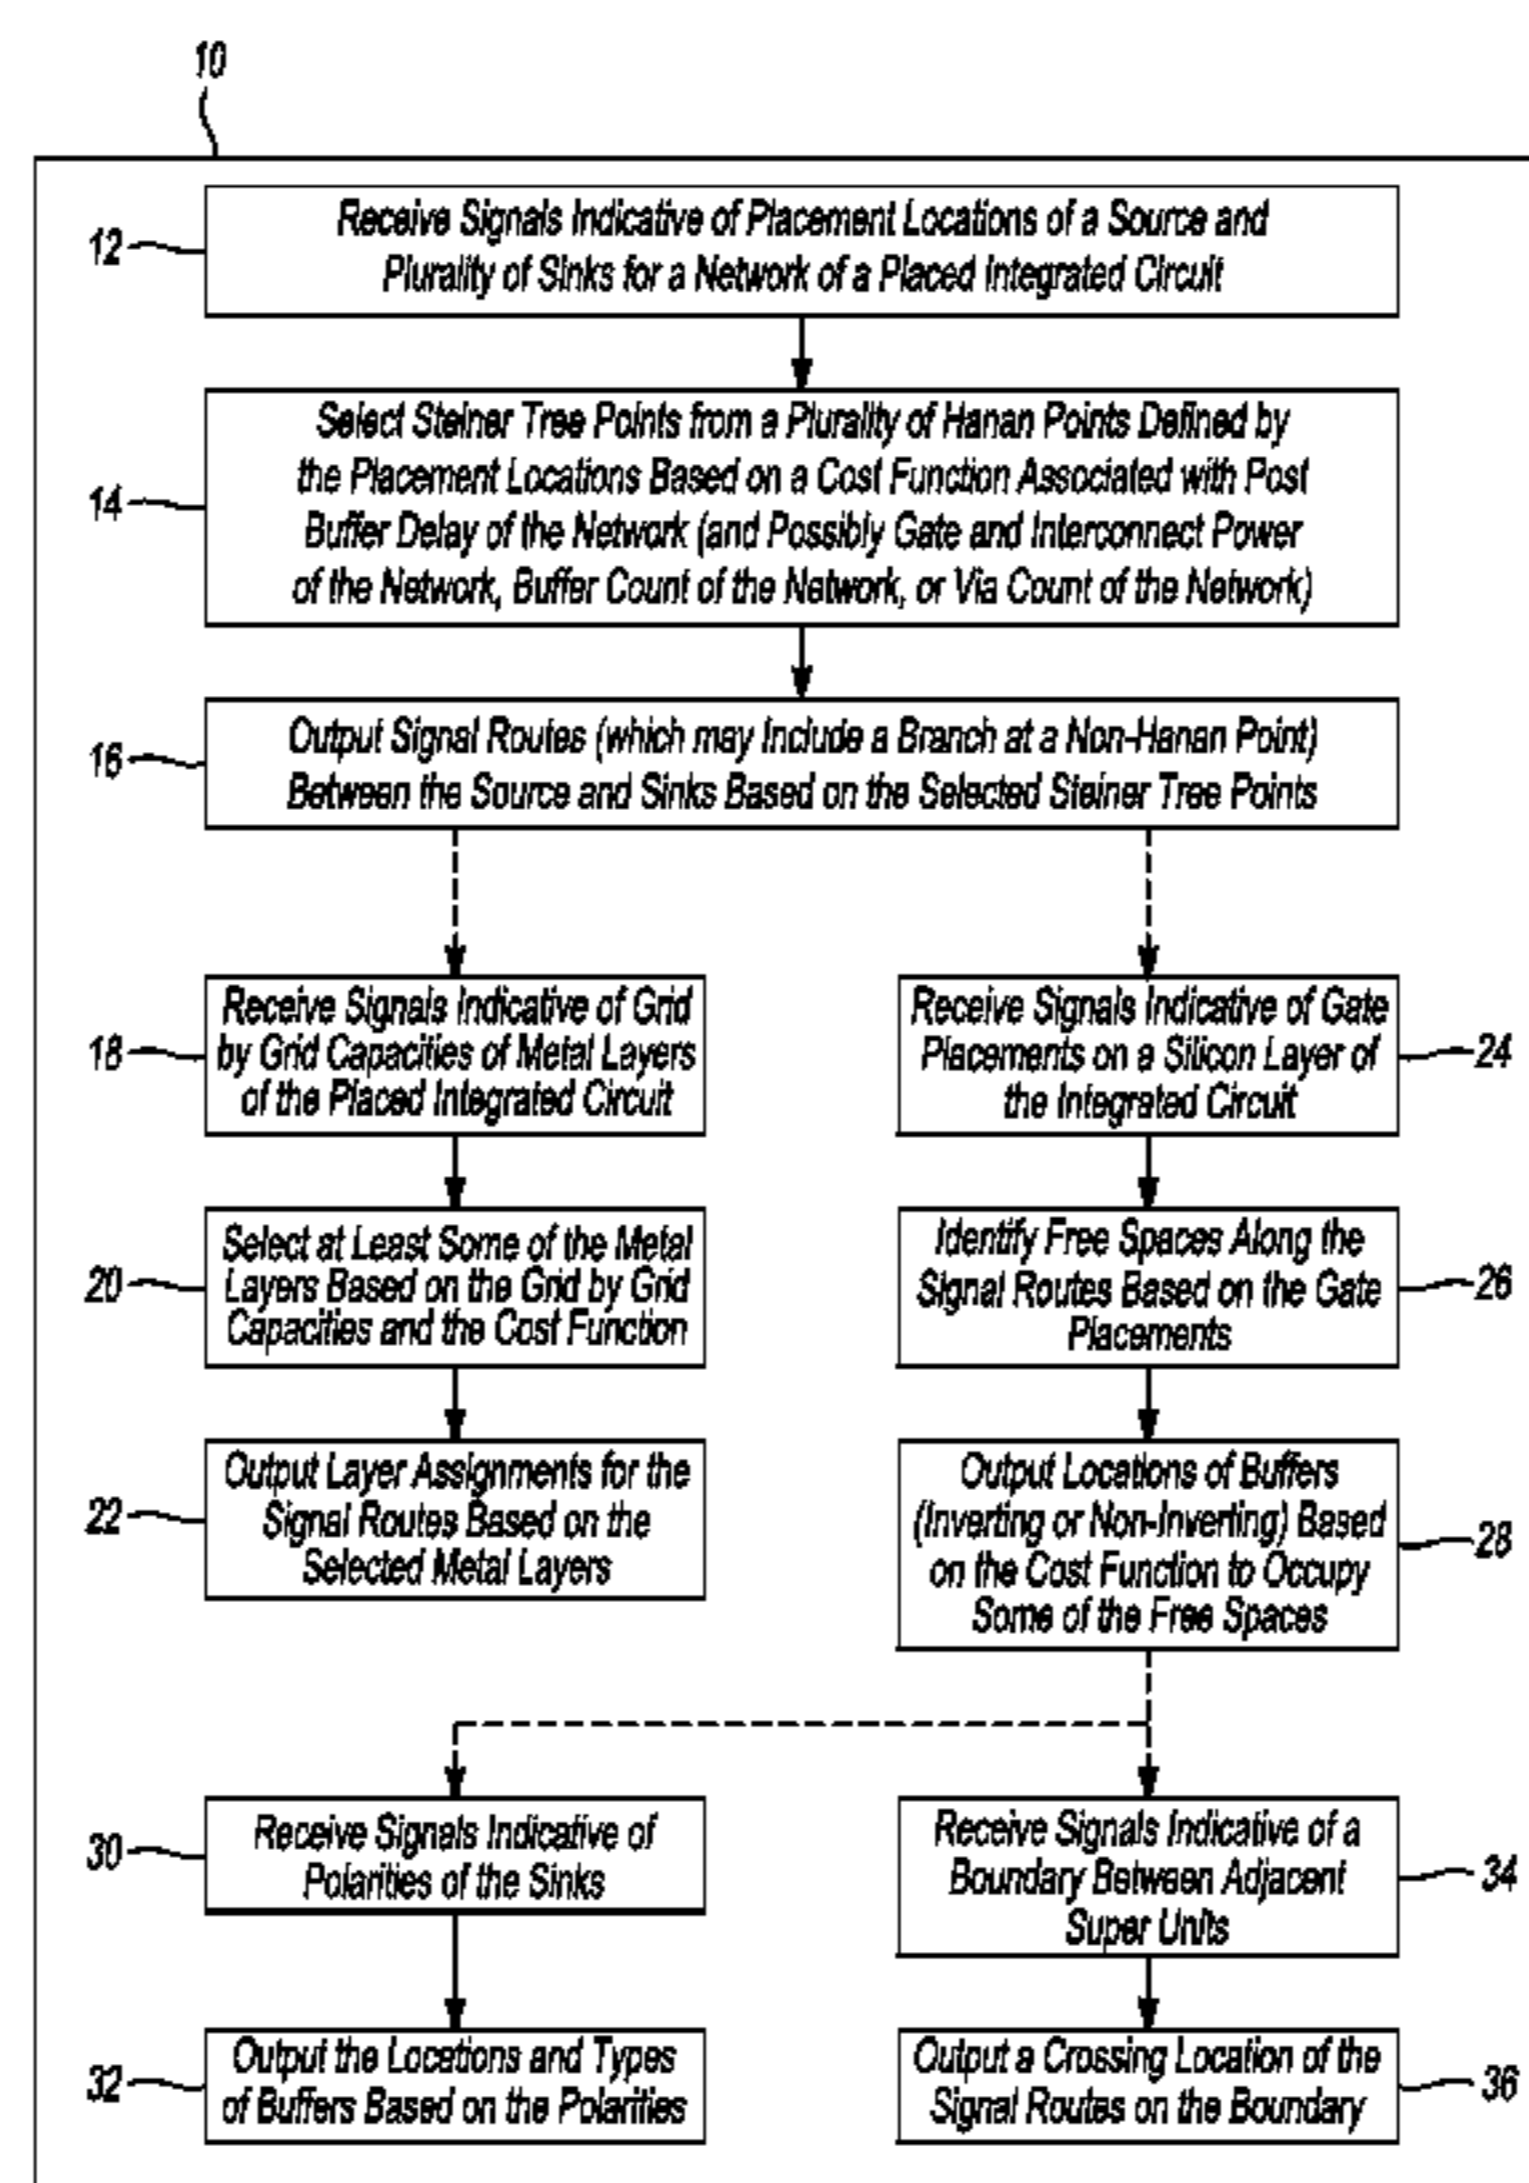 10
12
Receive Signals Indicative of Placement Locations of a Source and
Plurality of Sinks for a Network of a Placed Integrated Circuit
14
Select Steiner Tree Points from a Plurality of Hanan Points Defined by
the Placement Locations Based on a Cost Function Associated with Post
Buffer Delay of the Network (and Possibly Gate and Interconnect Power
of the Network, Buffer Count of the Network, or Via Count of the Network)
16
Output Signal Routes (which may Include a Branch at a Non-Hanan Point)
Between the Source and Sinks Based on the Selected Steiner Tree Points
18
Receive Signals Indicative of Grid
by Grid Capacities of Metal Layers
of the Placed Integrated Circuit
20
Select at Least Some of the Metal
Layers Based on the Grid by Grid
Capacities and the Cost Function
22
Output Layer Assignments for the
Signal Routes Based on the
Selected Metal Layers
Receive Signals Indicative of Gate
Placements on a Silicon Layer of
the Integrated Circuit
24
Identify Free Spaces Along the
Signal Routes Based on the Gate
Placements
26
Output Locations of Buffers
(Inverting or Non-Inverting) Based
on the Cost Function to Occupy
Some of the Free Spaces
28
30
Receive Signals Indicative of
Polarities of the Sinks
32
Output the Locations and Types
of Buffers Based on the Polarities
Receive Signals Indicative of a
Boundary Between Adjacent
Super Units
34
Output a Crossing Location of the
Signal Routes on the Boundary
36